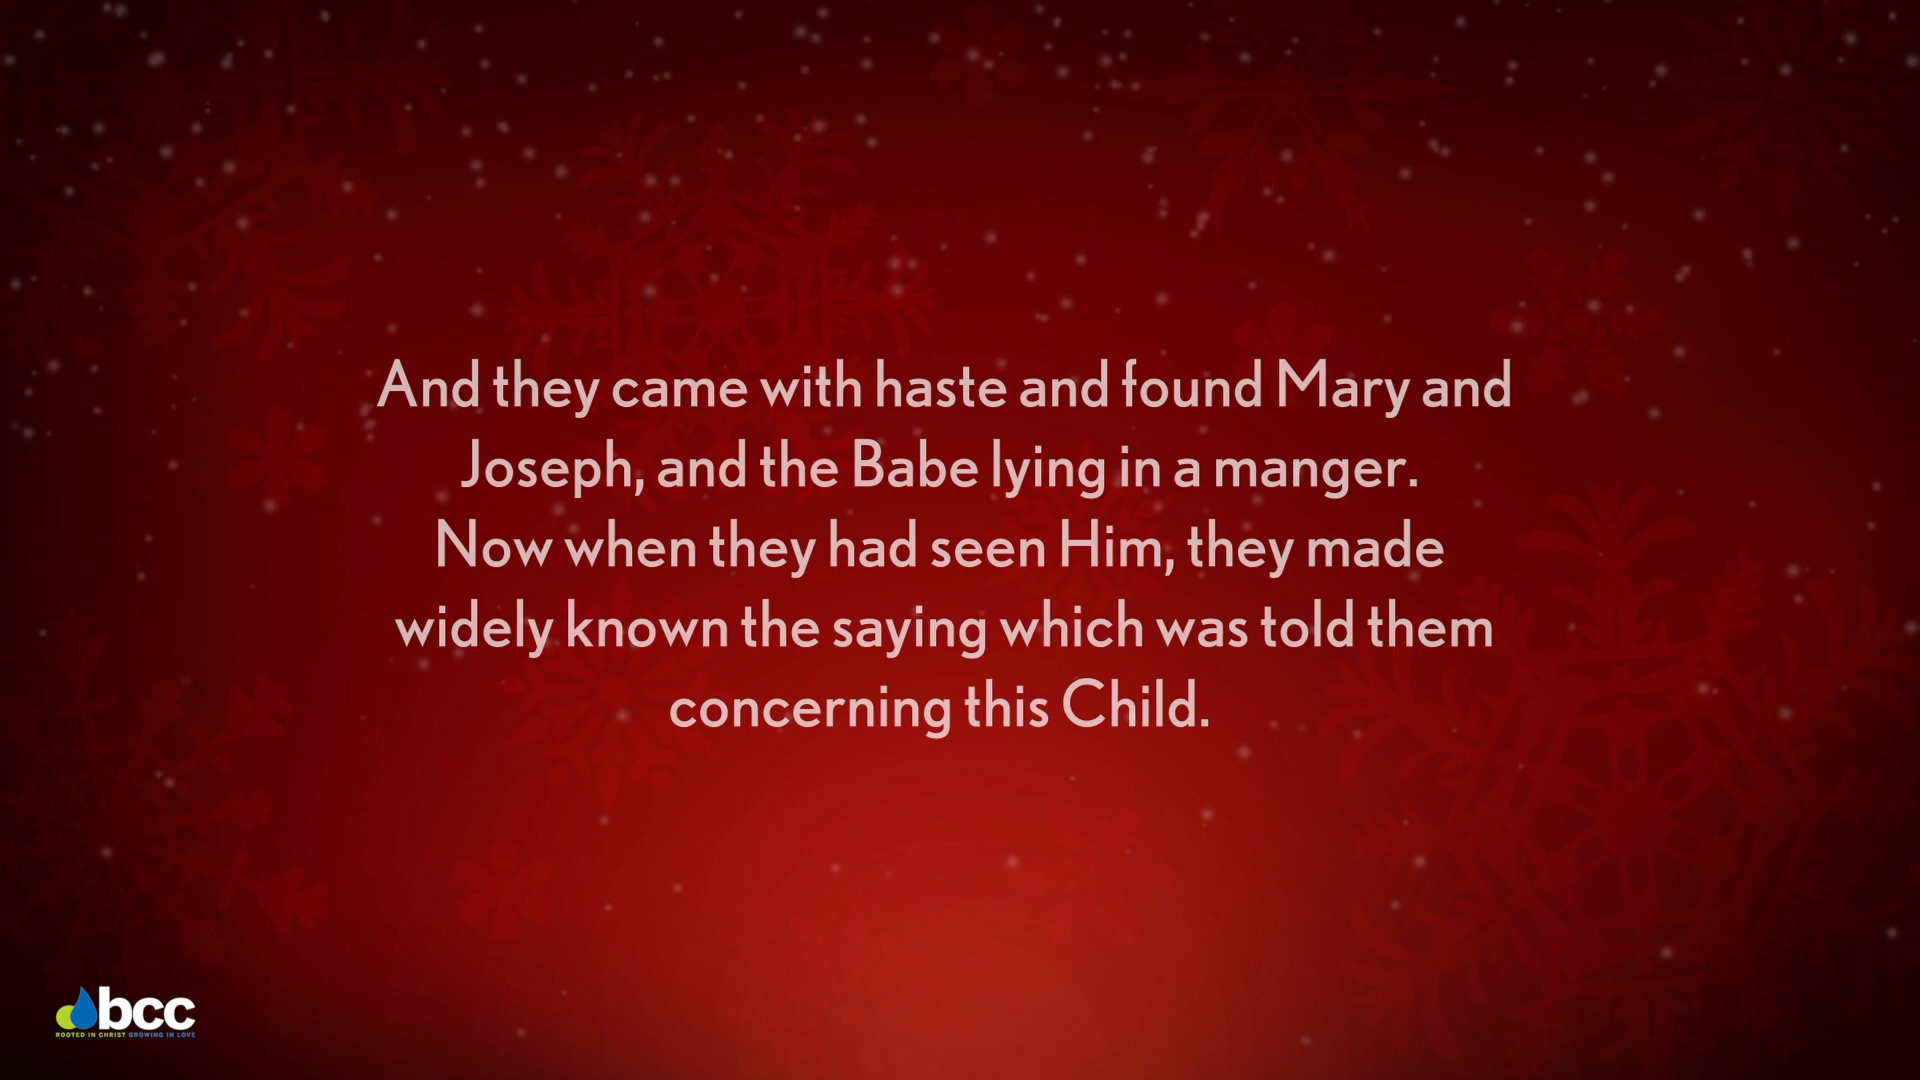 And they came with haste and found Mary and
Joseph, and the Babe lying in a manger.
Now when they had seen Him, they made
widely known the saying which was told them
concerning this Child.
bcc
ROOTED IN CHRIST GROWING IN LOVE